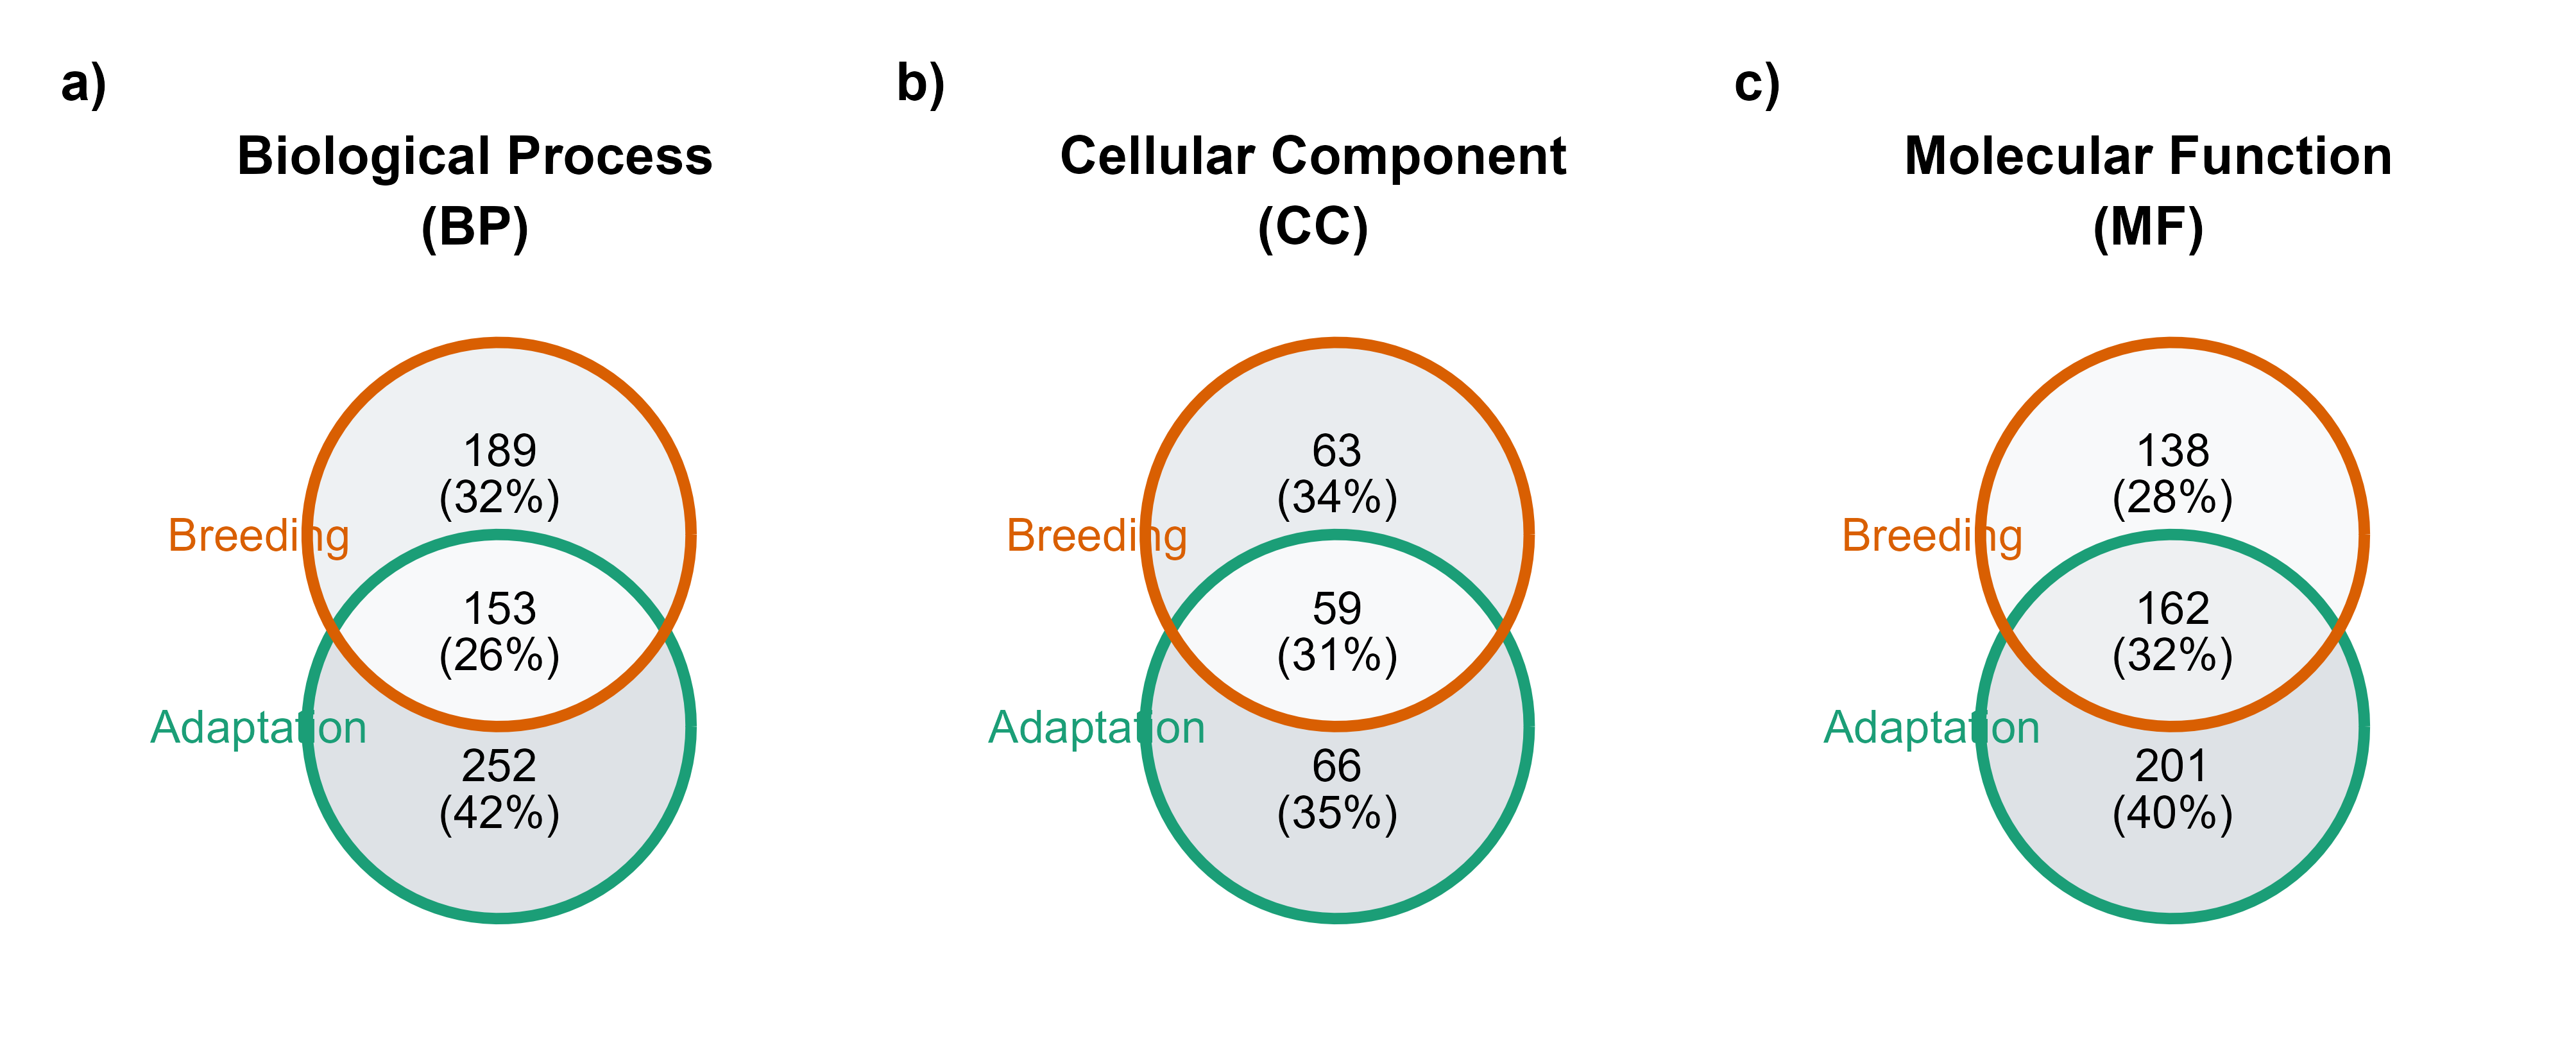 a)
Biological Process
(BP)
189
(32%)
Breeding
153
(26%)
Adaptation
252
(42%)
b)
Cellular Component
(CC)
63
(34%)
Breeding
59
(31%)
Adaptation
66
(35%)
c)
Molecular Function
(MF)
138
(28%)
Breeding
162
(32%)
Adaptation
201
(40%)